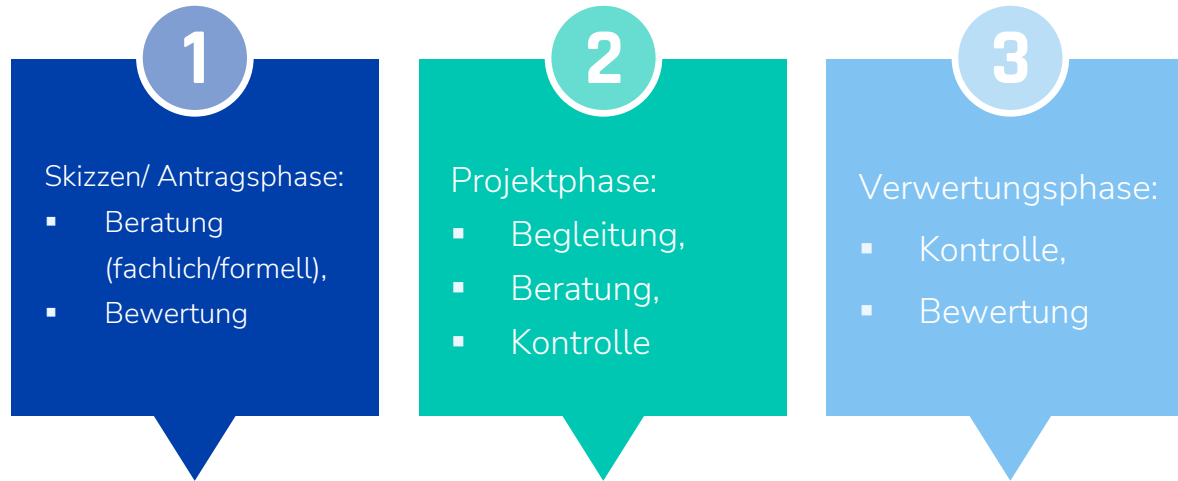 1
Skizzen/ Antragsphase:
▪ Beratung
(fachlich/formell),
▪ Bewertung
2
Projektphase:
▪ Begleitung,
▪ Beratung,
▪ Kontrolle
3
Verwertungsphase:
▪ Kontrolle,
▪ Bewertung